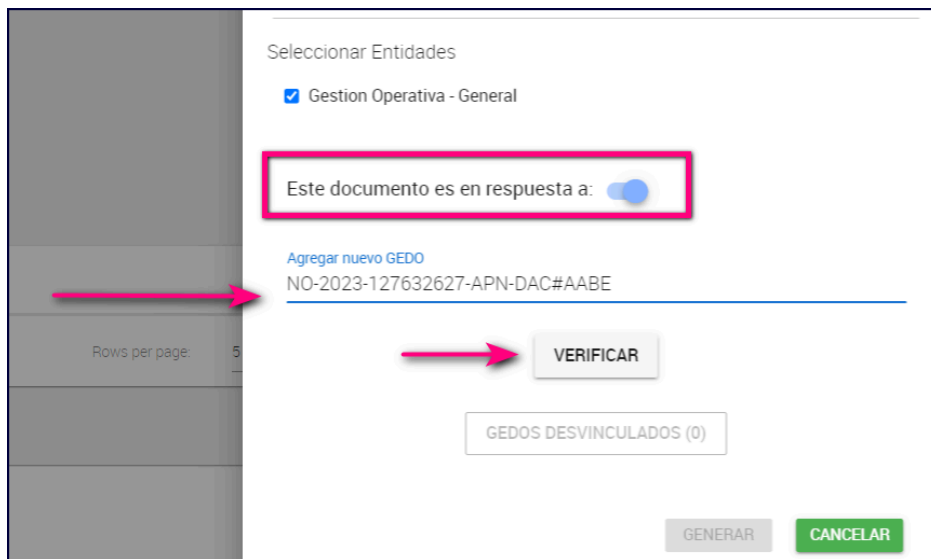 Seleccionar Entidades
Gestion Operativa - General
Este documento es en respuesta a:
Agregar nuevo GEDO
NO-2023-127632627-APN-DAC#AABE
Rows per page: 5
VERIFICAR
GEDOS DESVINCULADOS (0)
GENERAR
CANCELAR